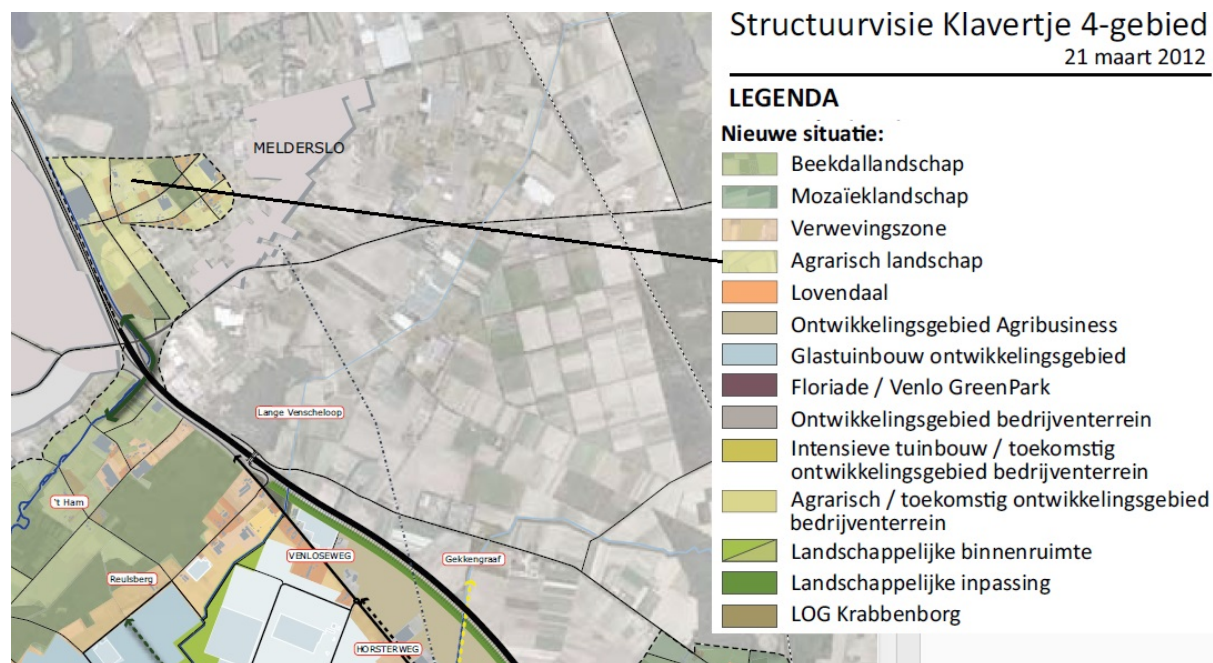 Structuurvisie Klavertje 4-gebied
21 maart 2012
LEGENDA
Nieuwe situatie:
Beekdallandschap
Mozaïeklandschap
Verwevingszone
Agrarisch landschap
Lovendaal
Ontwikkelingsgebied Agribusiness
Glastuinbouw ontwikkelingsgebied
Floriade / Venlo GreenPark
Ontwikkelingsgebied bedrijventerrein
Intensieve tuinbouw / toekomstig
ontwikkelingsgebied bedrijventerrein
Agrarisch / toekomstig ontwikkelingsgebied
bedrijventerrein
Landschappelijke binnenruimte
Landschappelijke inpassing
LOG Krabbenborg
MELDERSLO
Lange Venscheloop
't Ham
VENLOSEWEG
Gekkengraaf
Reulsberg
HORSTERWEG